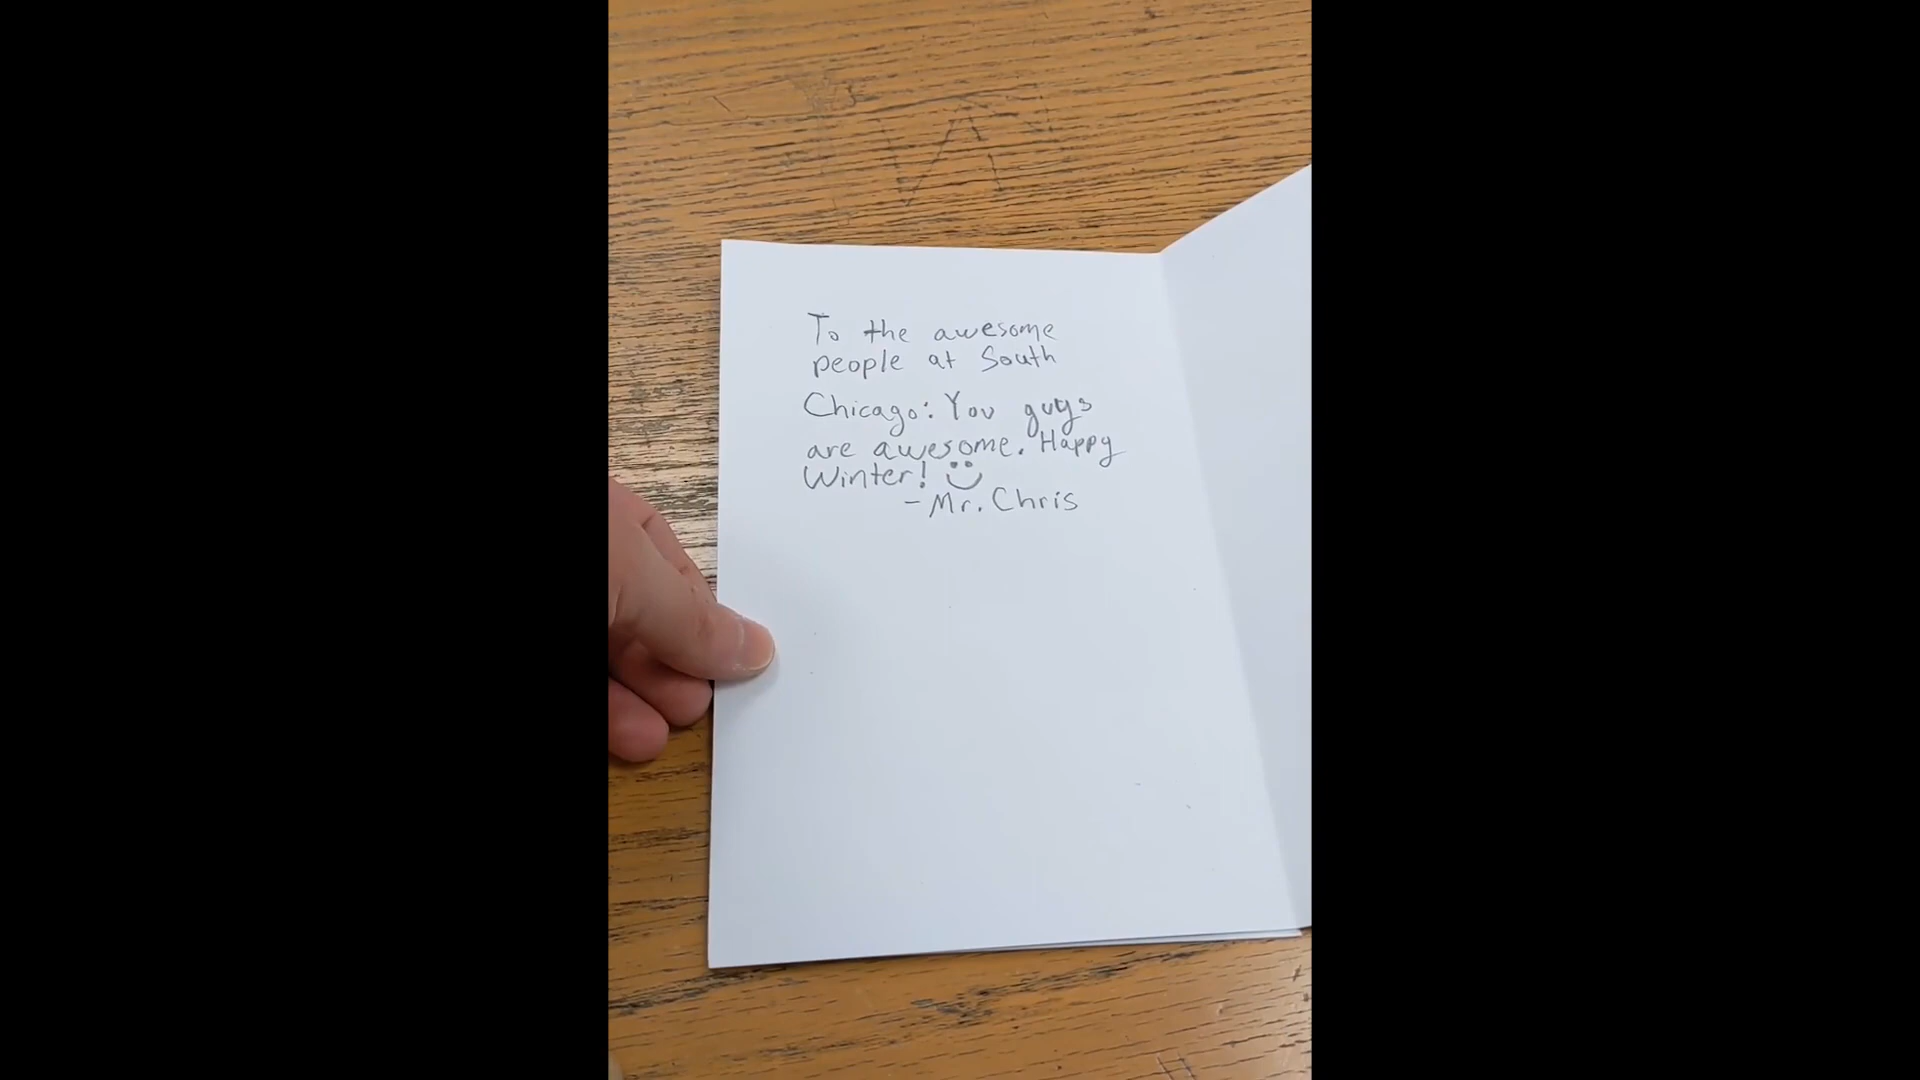 To the awesome
people at South
Chicago: You guys
are awesome. Happy
Winter! 
- Mr. Chris